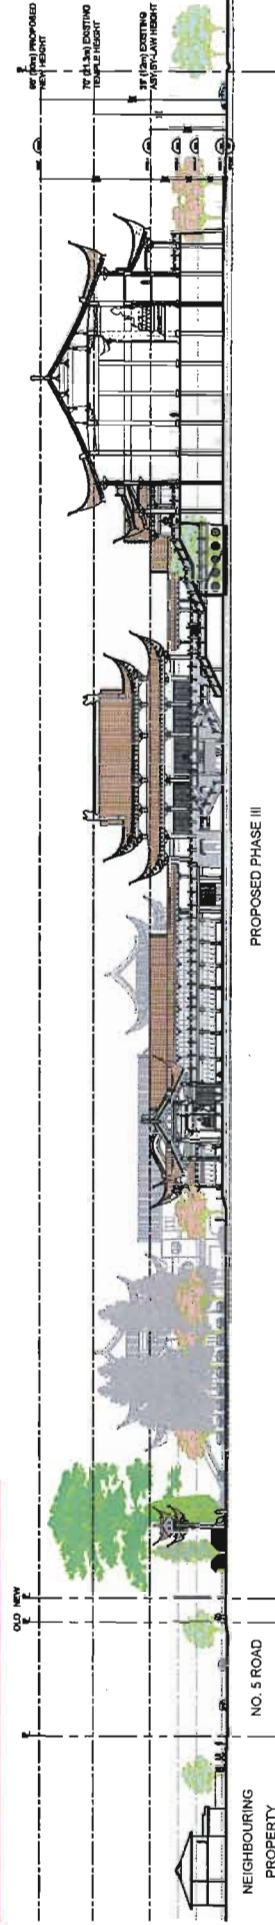 98' (30m) PROPOSED
NEW HEIGHT
70' (21.3m) EXISTING
TEMPLE HEIGHT
39' (12m) EXISTING
ASY BY-LAW HEIGHT
OLD NEW
PROPOSED PHASE III
NO. 5 ROAD
NEIGHBOURING
PROPERTY